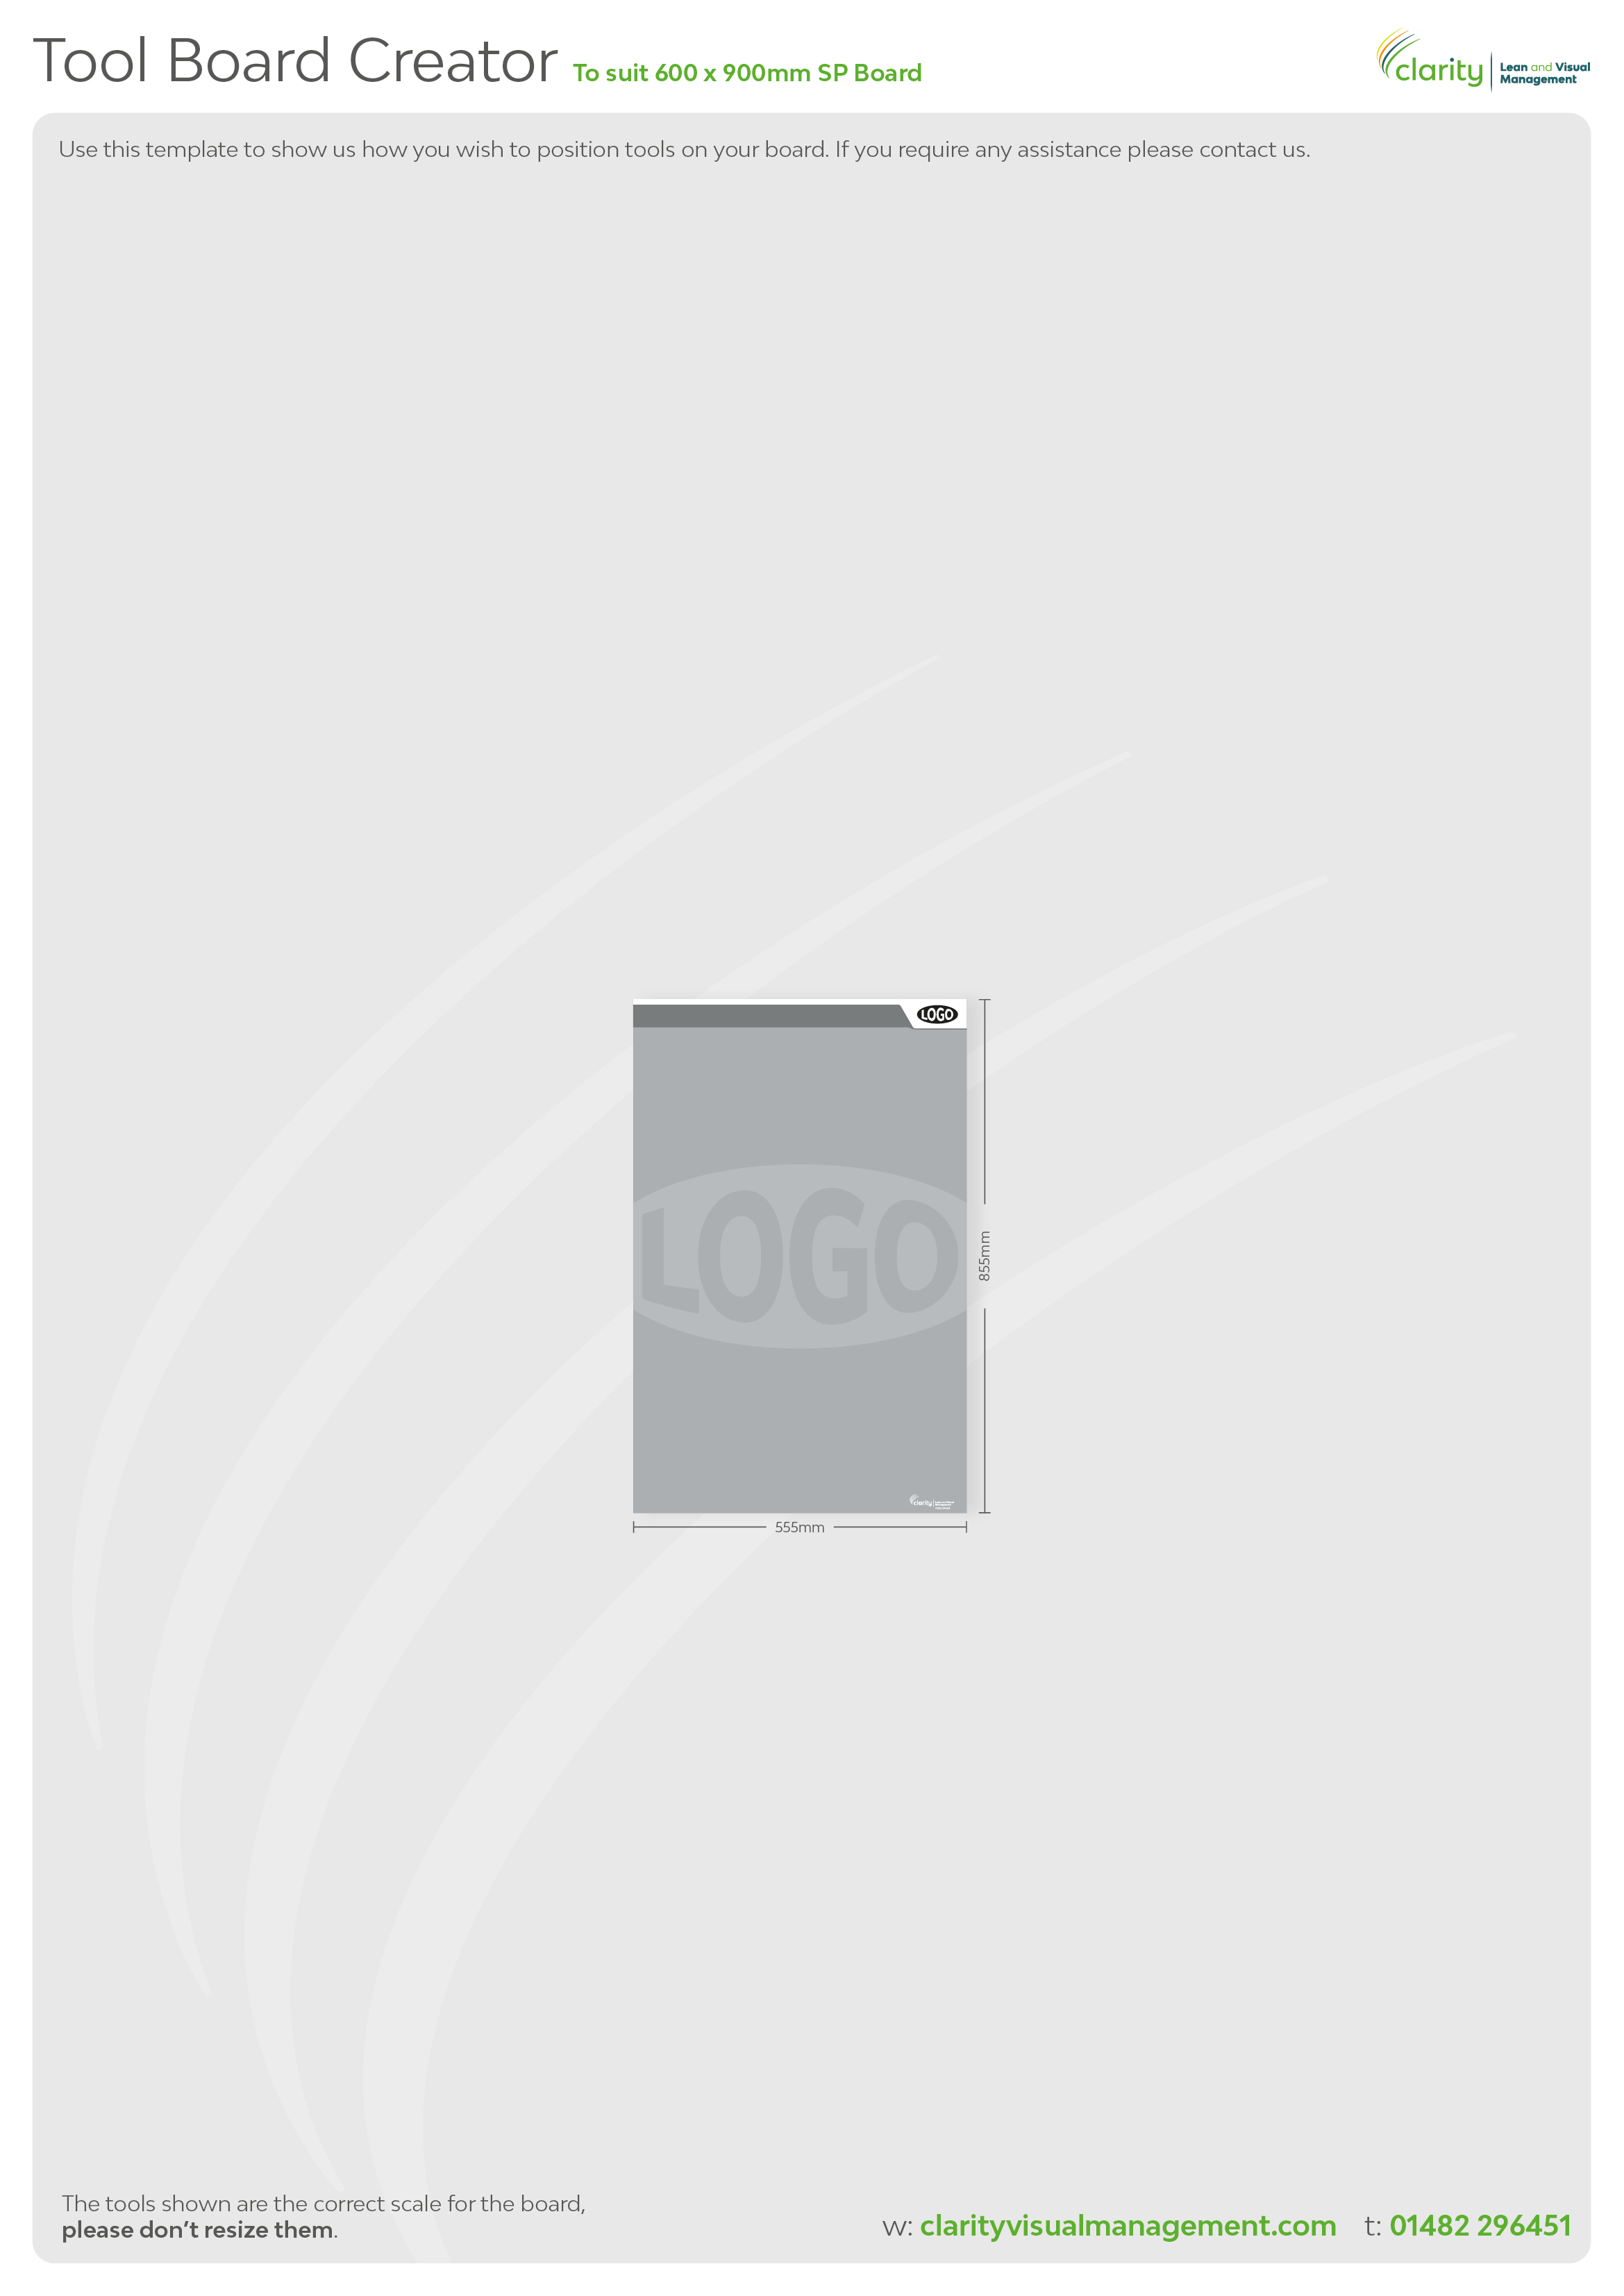 Tool Board Creator To suit 600 x 900mm SP Board
clarity
Lean and Visual
Management
Use this template to show us how you wish to position tools on your board. If you require any assistance please contact us.
LOGO
LOGO
855mm
clarity
555mm
The tools shown are the correct scale for the board,
please don’t resize them.
w: clarityvisualmanagement.com t: 01482 296451